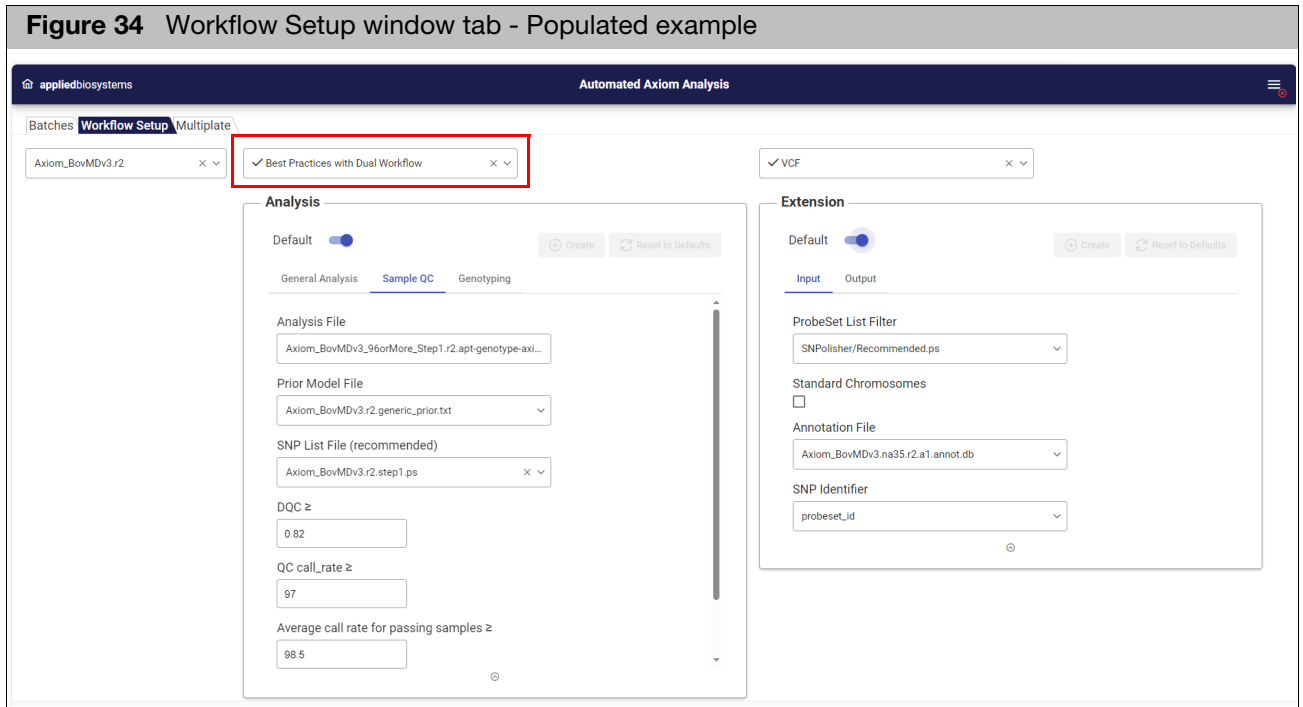 Figure 34 Workflow Setup window tab - Populated example
appliedbiosystems
Automated Axiom Analysis
Batches Workflow Setup Multiplate
Axiom_BovMDv3.r2
Best Practices with Dual Workflow
VCF
Analysis
Default
Create
Reset to Defaults
General Analysis Sample QC Genotyping
Analysis File
Axiom_BovMDv3_96orMore_Step1.r2.apt-genotype-axi...
Prior Model File
Axiom_BovMDv3.r2.generic_prior.txt
SNP List File (recommended)
Axiom_BovMDv3.r2.step1.ps
DQC ≥
0.82
QC call_rate ≥
97
Average call rate for passing samples ≥
98.5
Extension
Default
Create
Reset to Defaults
Input Output
ProbeSet List Filter
SNPolisher/Recommended.ps
Standard Chromosomes
Annotation File
Axiom_BovMDv3.na35.r2.a1.annot.db
SNP Identifier
probeset_id